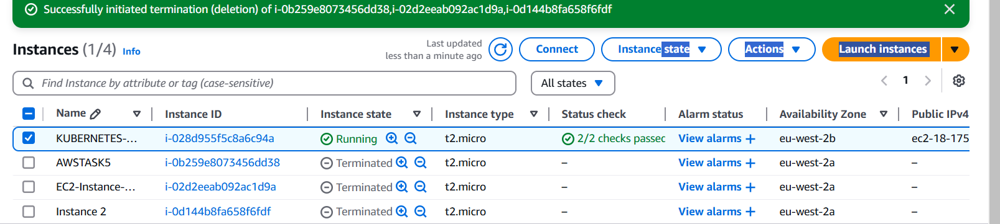 Successfully initiated termination (deletion) of i-0b259e8073456dd38,i-02d2eeab092ac1d9a,i-0d144b8fa658f6fdf
Instances (1/4) Info
Last updated
less than a minute ago
Connect
Instance state
Actions
Launch instances
Find Instance by attribute or tag (case-sensitive)
All states
1
Name Instance ID Instance state Instance type Status check Alarm status Availability Zone Public IPv4
KUBERNETES-... i-028d955f5c8a6c94a Running t2.micro 2/2 checks passed View alarms + eu-west-2b ec2-18-175
AWSTASK5 i-0b259e8073456dd38 Terminated t2.micro – View alarms + eu-west-2a –
EC2-Instance-... i-02d2eeab092ac1d9a Terminated t2.micro – View alarms + eu-west-2a –
Instance 2 i-0d144b8fa658f6fdf Terminated t2.micro – View alarms + eu-west-2a –